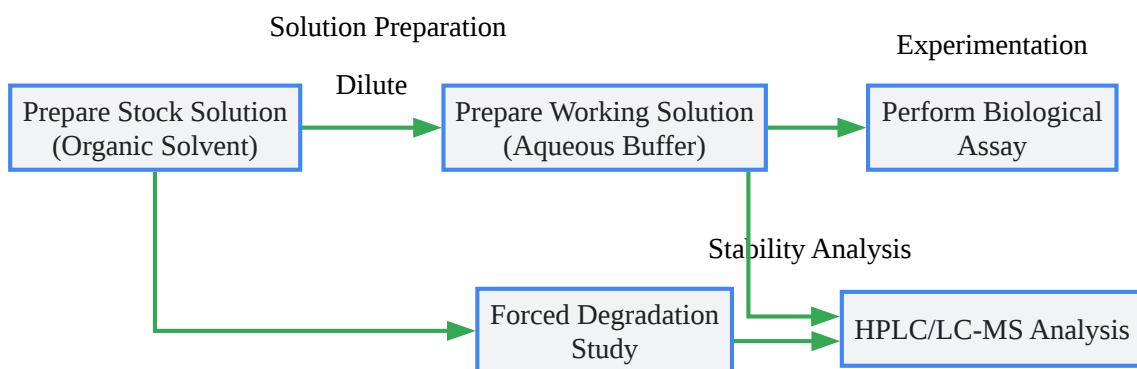 Solution Preparation
Experimentation
Dilute
Prepare Stock Solution
(Organic Solvent)
Prepare Working Solution
(Aqueous Buffer)
Perform Biological
Assay
Stability Analysis
Forced Degradation
Study
HPLC/LC-MS Analysis